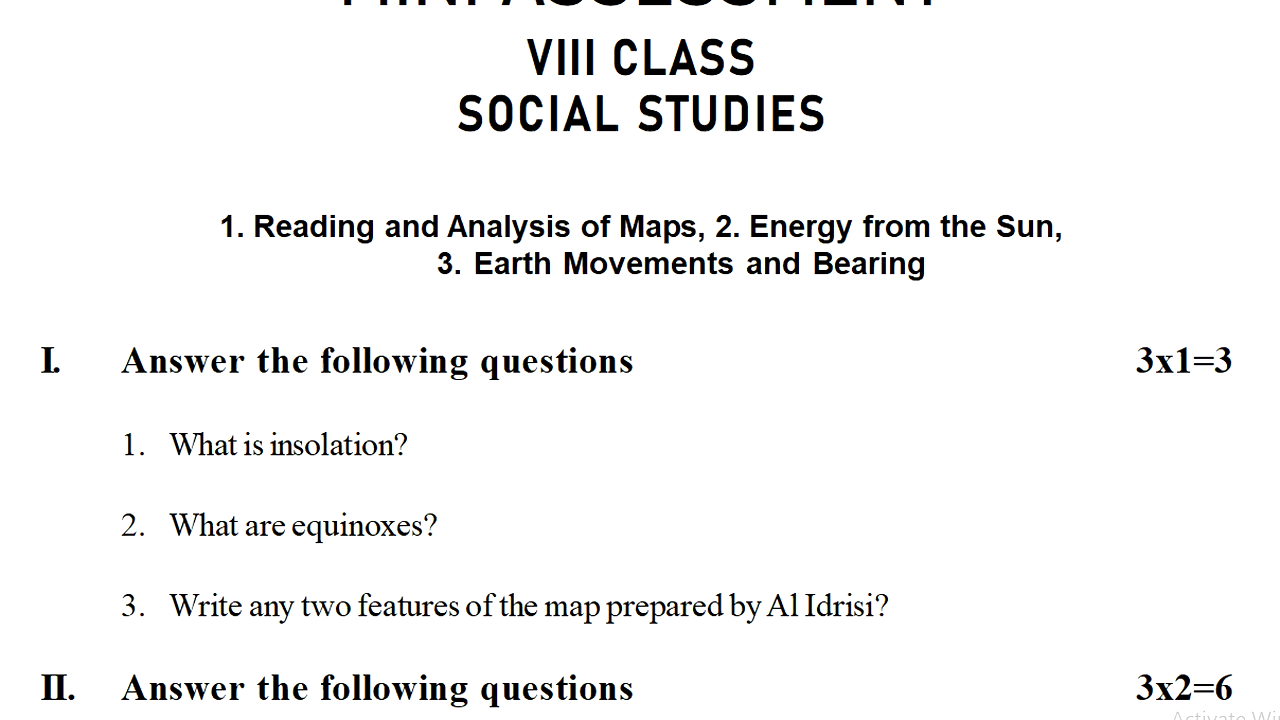 VIII CLASS
SOCIAL STUDIES
1. Reading and Analysis of Maps, 2. Energy from the Sun,
3. Earth Movements and Bearing
I. Answer the following questions 3x1=3
1. What is insolation?
2. What are equinoxes?
3. Write any two features of the map prepared by Al Idrisi?
II. Answer the following questions 3x2=6